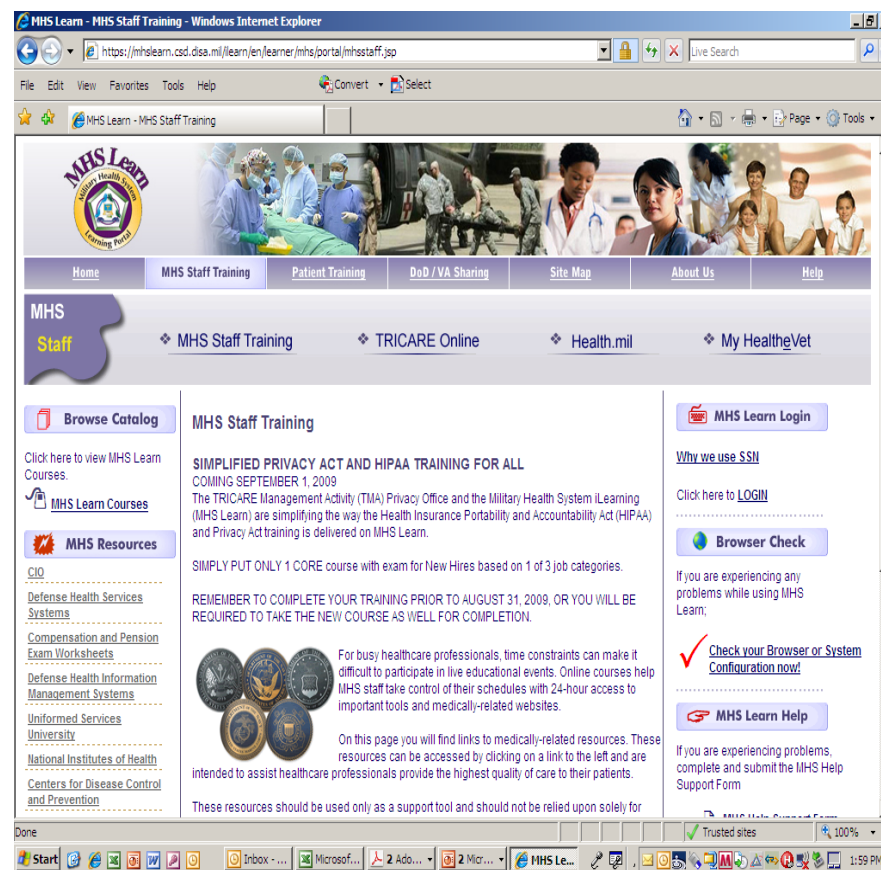 MHS Learn - MHS Staff Training - Windows Internet Explorer
https://mhslearn.csd.disa.mil/ilearn/en/learner/mhs/portal/mhsstaff.jsp
Live Search
File Edit View Favorites Tools Help
Convert Select
MHS Learn - MHS Staff Training
Page Tools
MHS Learn
Military Health System
Learning Portal
Home MHS Staff Training Patient Training DoD / VA Sharing Site Map About Us Help
MHS
Staff
MHS Staff Training TRICARE Online Health.mil My HealtheVet
Browse Catalog
Click here to view MHS Learn
Courses.
MHS Learn Courses
MHS Resources
CIO
Defense Health Services
Systems
Compensation and Pension
Exam Worksheets
Defense Health Information
Management Systems
Uniformed Services
University
National Institutes of Health
Centers for Disease Control
and Prevention
MHS Staff Training
SIMPLIFIED PRIVACY ACT AND HIPAA TRAINING FOR ALL
COMING SEPTEMBER 1, 2009
The TRICARE Management Activity (TMA) Privacy Office and the Military Health System iLearning
(MHS Learn) are simplifying the way the Health Insurance Portability and Accountability Act (HIPAA)
and Privacy Act training is delivered on MHS Learn.
SIMPLY PUT ONLY 1 CORE course with exam for New Hires based on 1 of 3 job categories.
REMEMBER TO COMPLETE YOUR TRAINING PRIOR TO AUGUST 31, 2009, OR YOU WILL BE
REQUIRED TO TAKE THE NEW COURSE AS WELL FOR COMPLETION.
For busy healthcare professionals, time constraints can make it
difficult to participate in live educational events. Online courses help
MHS staff take control of their schedules with 24-hour access to
important tools and medically-related websites.
On this page you will find links to medically-related resources. These
resources can be accessed by clicking on a link to the left and are
intended to assist healthcare professionals provide the highest quality of care to their patients.
These resources should be used only as a support tool and should not be relied upon solely for
MHS Learn Login
Why we use SSN
Click here to LOGIN
Browser Check
If you are experiencing any
problems while using MHS
Learn;
Check your Browser or System
Configuration now!
MHS Learn Help
If you are experiencing problems,
complete and submit the MHS Help
Support Form
MHS Help Support Form
Done Trusted sites 100%
Start Inbox - ... Microsof... 2 Ado... 2 Micr... MHS Le... 1:59 PM